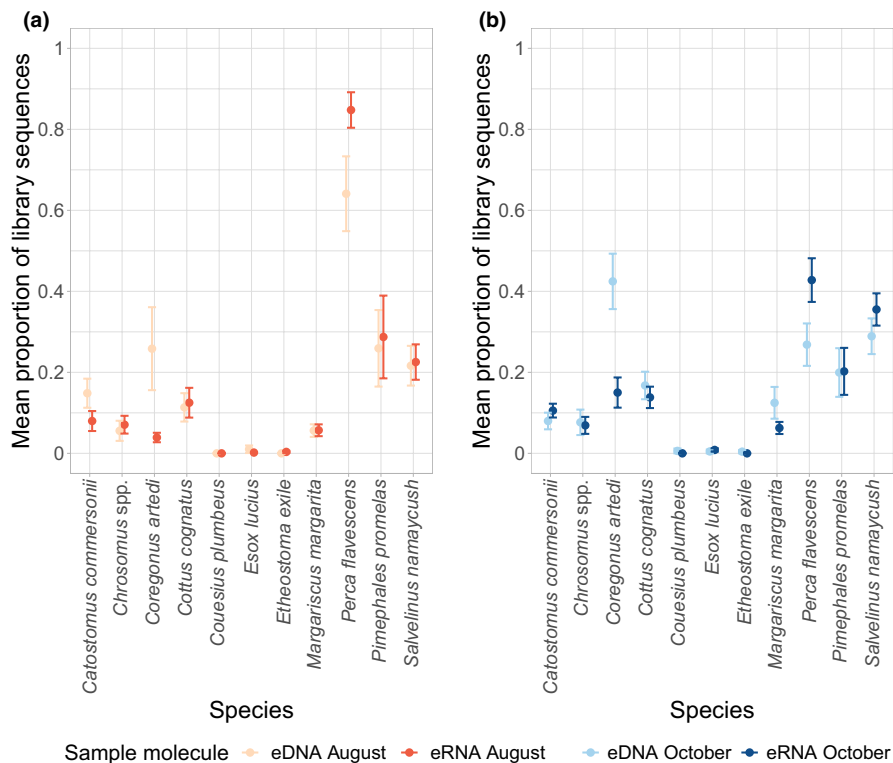 (a)
(b)
Mean proportion of library sequences
1
0.8
0.6
0.4
0.2
0
Catostomus commersonii
Chrosomus spp.
Coregonus artedi
Cottus cognatus
Couesius plumbeus
Esox lucius
Etheostoma exile
Margariscus margarita
Perca flavescens
Pimephales promelas
Salvelinus namaycush
Species
Mean proportion of library sequences
1
0.8
0.6
0.4
0.2
0
Catostomus commersonii
Chrosomus spp.
Coregonus artedi
Cottus cognatus
Couesius plumbeus
Esox lucius
Etheostoma exile
Margariscus margarita
Perca flavescens
Pimephales promelas
Salvelinus namaycush
Species
Sample molecule eDNA August eRNA August eDNA October eRNA October